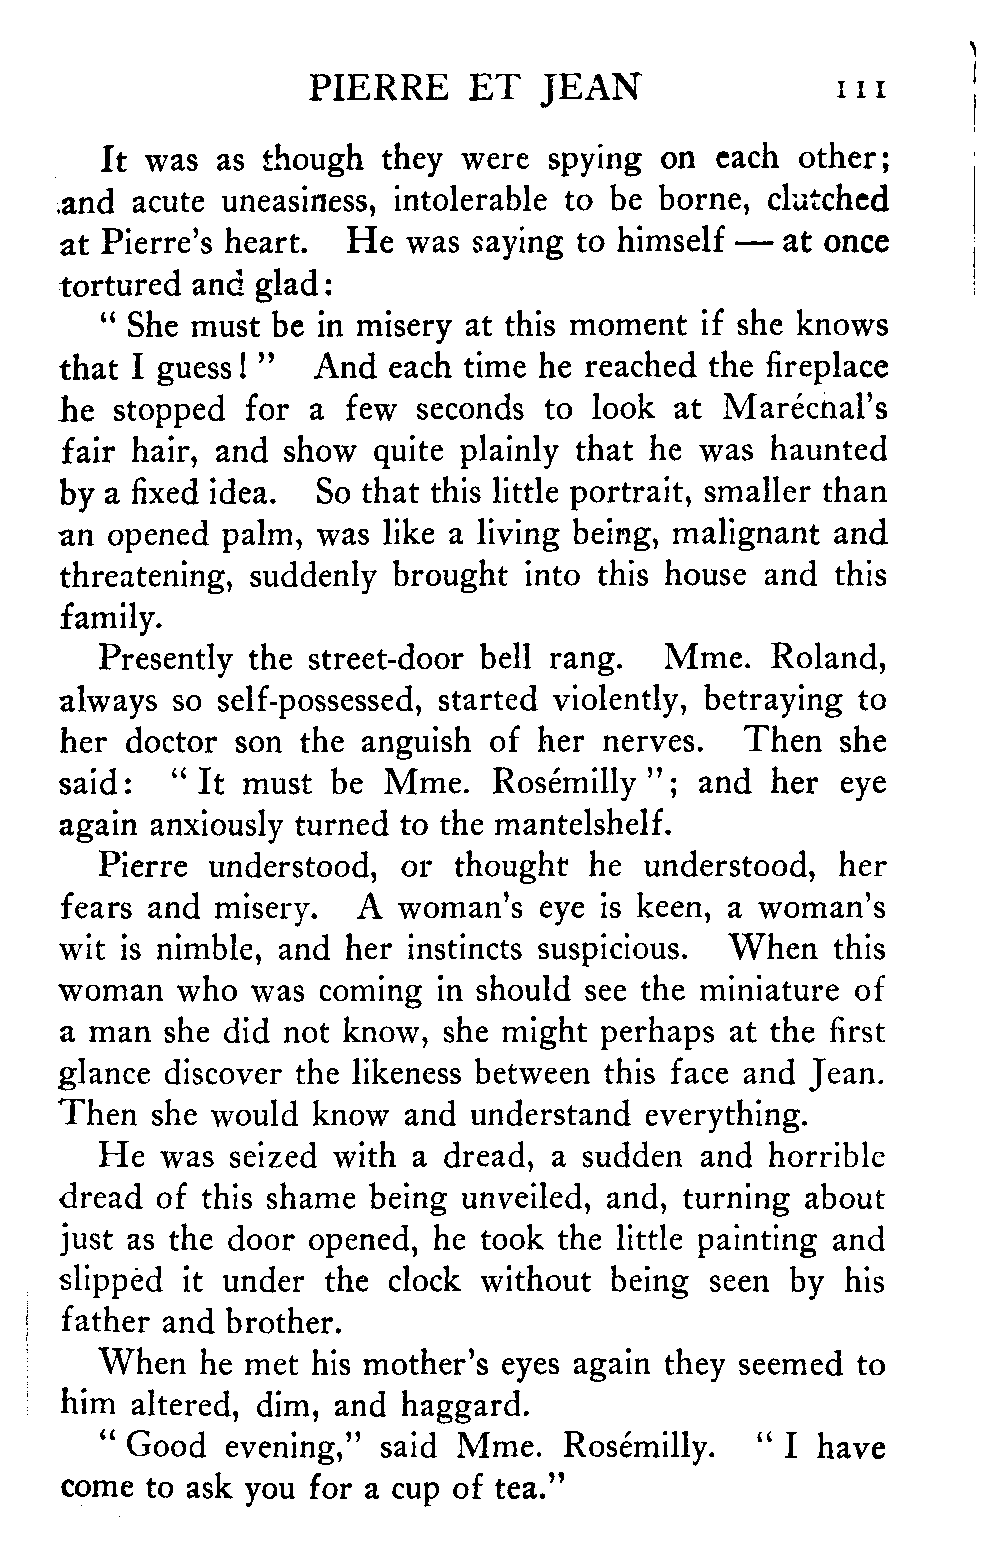 PIERRE ET JEAN 111
It was as though they were spying on each other;
and acute uneasiness, intolerable to be borne, clutched
at Pierre's heart. He was saying to himself — at once
tortured and glad:
" She must be in misery at this moment if she knows
that I guess! " And each time he reached the fireplace
he stopped for a few seconds to look at Maréchal's
fair hair, and show quite plainly that he was haunted
by a fixed idea. So that this little portrait, smaller than
an opened palm, was like a living being, malignant and
threatening, suddenly brought into this house and this
family.
Presently the street-door bell rang. Mme. Roland,
always so self-possessed, started violently, betraying to
her doctor son the anguish of her nerves. Then she
said: " It must be Mme. Rosémilly "; and her eye
again anxiously turned to the mantelshelf.
Pierre understood, or thought he understood, her
fears and misery. A woman's eye is keen, a woman's
wit is nimble, and her instincts suspicious. When this
woman who was coming in should see the miniature of
a man she did not know, she might perhaps at the first
glance discover the likeness between this face and Jean.
Then she would know and understand everything.
He was seized with a dread, a sudden and horrible
dread of this shame being unveiled, and, turning about
just as the door opened, he took the little painting and
slipped it under the clock without being seen by his
father and brother.
When he met his mother's eyes again they seemed to
him altered, dim, and haggard.
" Good evening," said Mme. Rosémilly. " I have
come to ask you for a cup of tea."